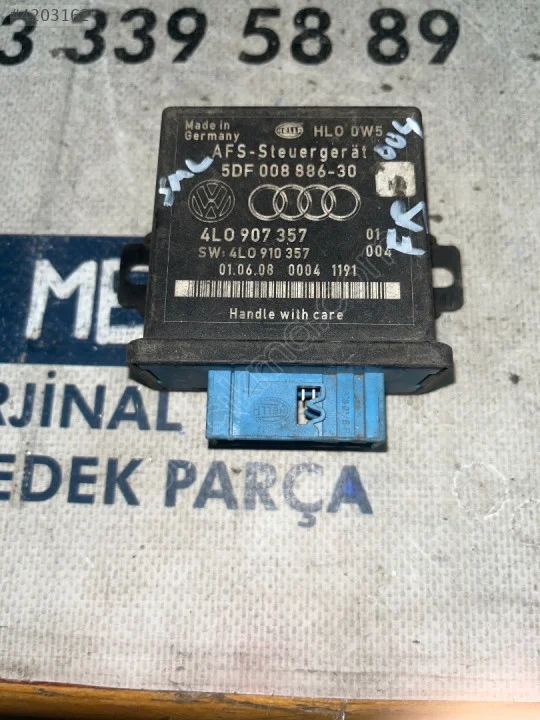 #4203162
3 339 58 89
Made in
Germany
HELLA
HLO 0W5
AFS-Steuergerät
5DF 008 886-30
004
FR
4L0 907 357 01
SW: 4L0 910 357 004
01.06.08 0004 1191
Handle with care
ME
RJİNAL
EDEK PARÇA